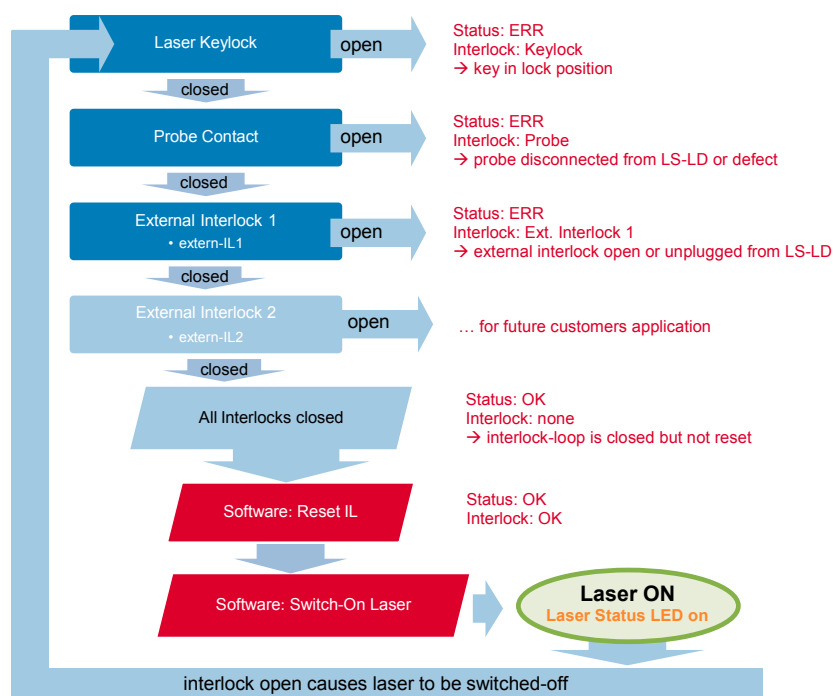 Laser Keylock
open
Status: ERR
Interlock: Keylock
→ key in lock position
closed
Probe Contact
open
Status: ERR
Interlock: Probe
→ probe disconnected from LS-LD or defect
closed
External Interlock 1
• extern-IL1
open
Status: ERR
Interlock: Ext. Interlock 1
→ external interlock open or unplugged from LS-LD
closed
External Interlock 2
• extern-IL2
open
… for future customers application
closed
All Interlocks closed
Status: OK
Interlock: none
→ interlock-loop is closed but not reset
Software: Reset IL
Status: OK
Interlock: OK
Software: Switch-On Laser
Laser ON
Laser Status LED on
interlock open causes laser to be switched-off